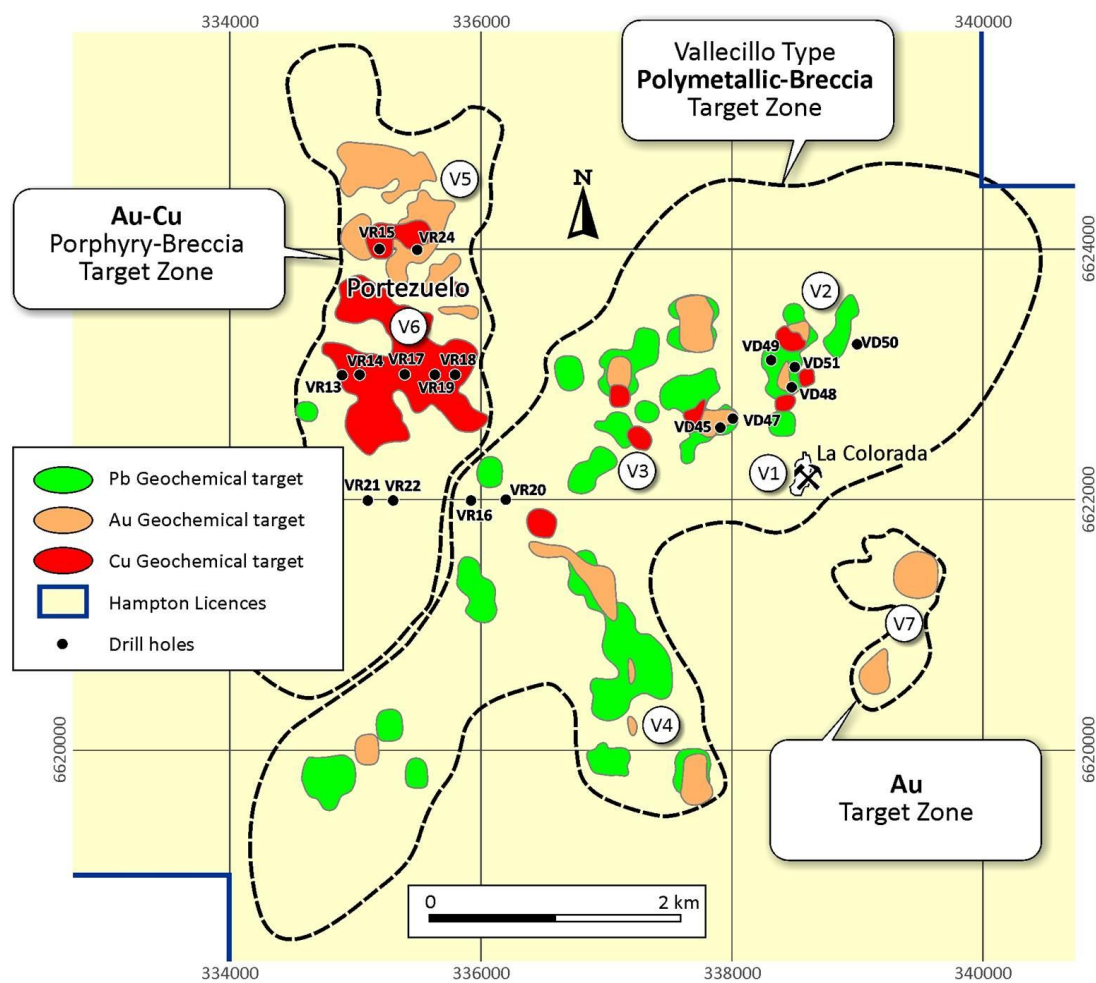 334000
336000
340000
Vallecillo Type
Polymetallic-Breccia
Target Zone
V5
N
Au-Cu
Porphyry-Breccia
Target Zone
VR15
VR24
6624000
Portezuelo
V2
V6
VD49
VD50
VR14
VR17
VR18
VD51
VR13
VR19
VD48
VD45
VD47
La Colorada
V3
V1
Pb Geochemical target
Au Geochemical target
Cu Geochemical target
Hampton Licences
Drill holes
VR21
VR22
VR20
VR16
6622000
V7
V4
6620000
Au
Target Zone
0
2 km
334000
336000
338000
340000